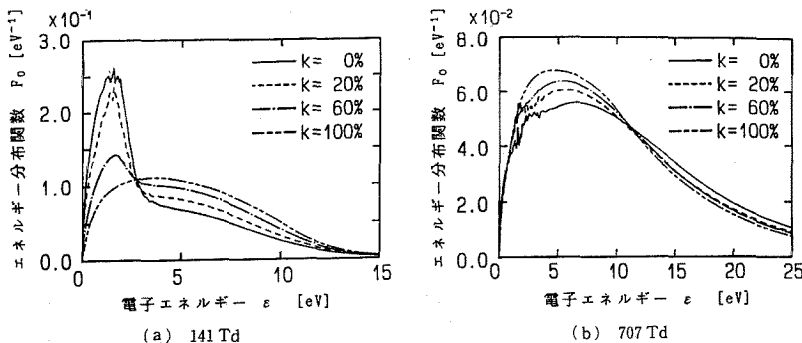 ×10⁻¹
エネルギー分布関数 F₀ [eV⁻¹]
3.0
2.0
1.0
0.0
k= 0%
k= 20%
k= 60%
k=100%
0
5
10
15
電子エネルギー ε [eV]
(a) 141 Td
×10⁻²
エネルギー分布関数 F₀ [eV⁻¹]
8.0
6.0
4.0
2.0
0.0
k= 0%
k= 20%
k= 60%
k=100%
0
5
10
15
20
25
電子エネルギー ε [eV]
(b) 707 Td